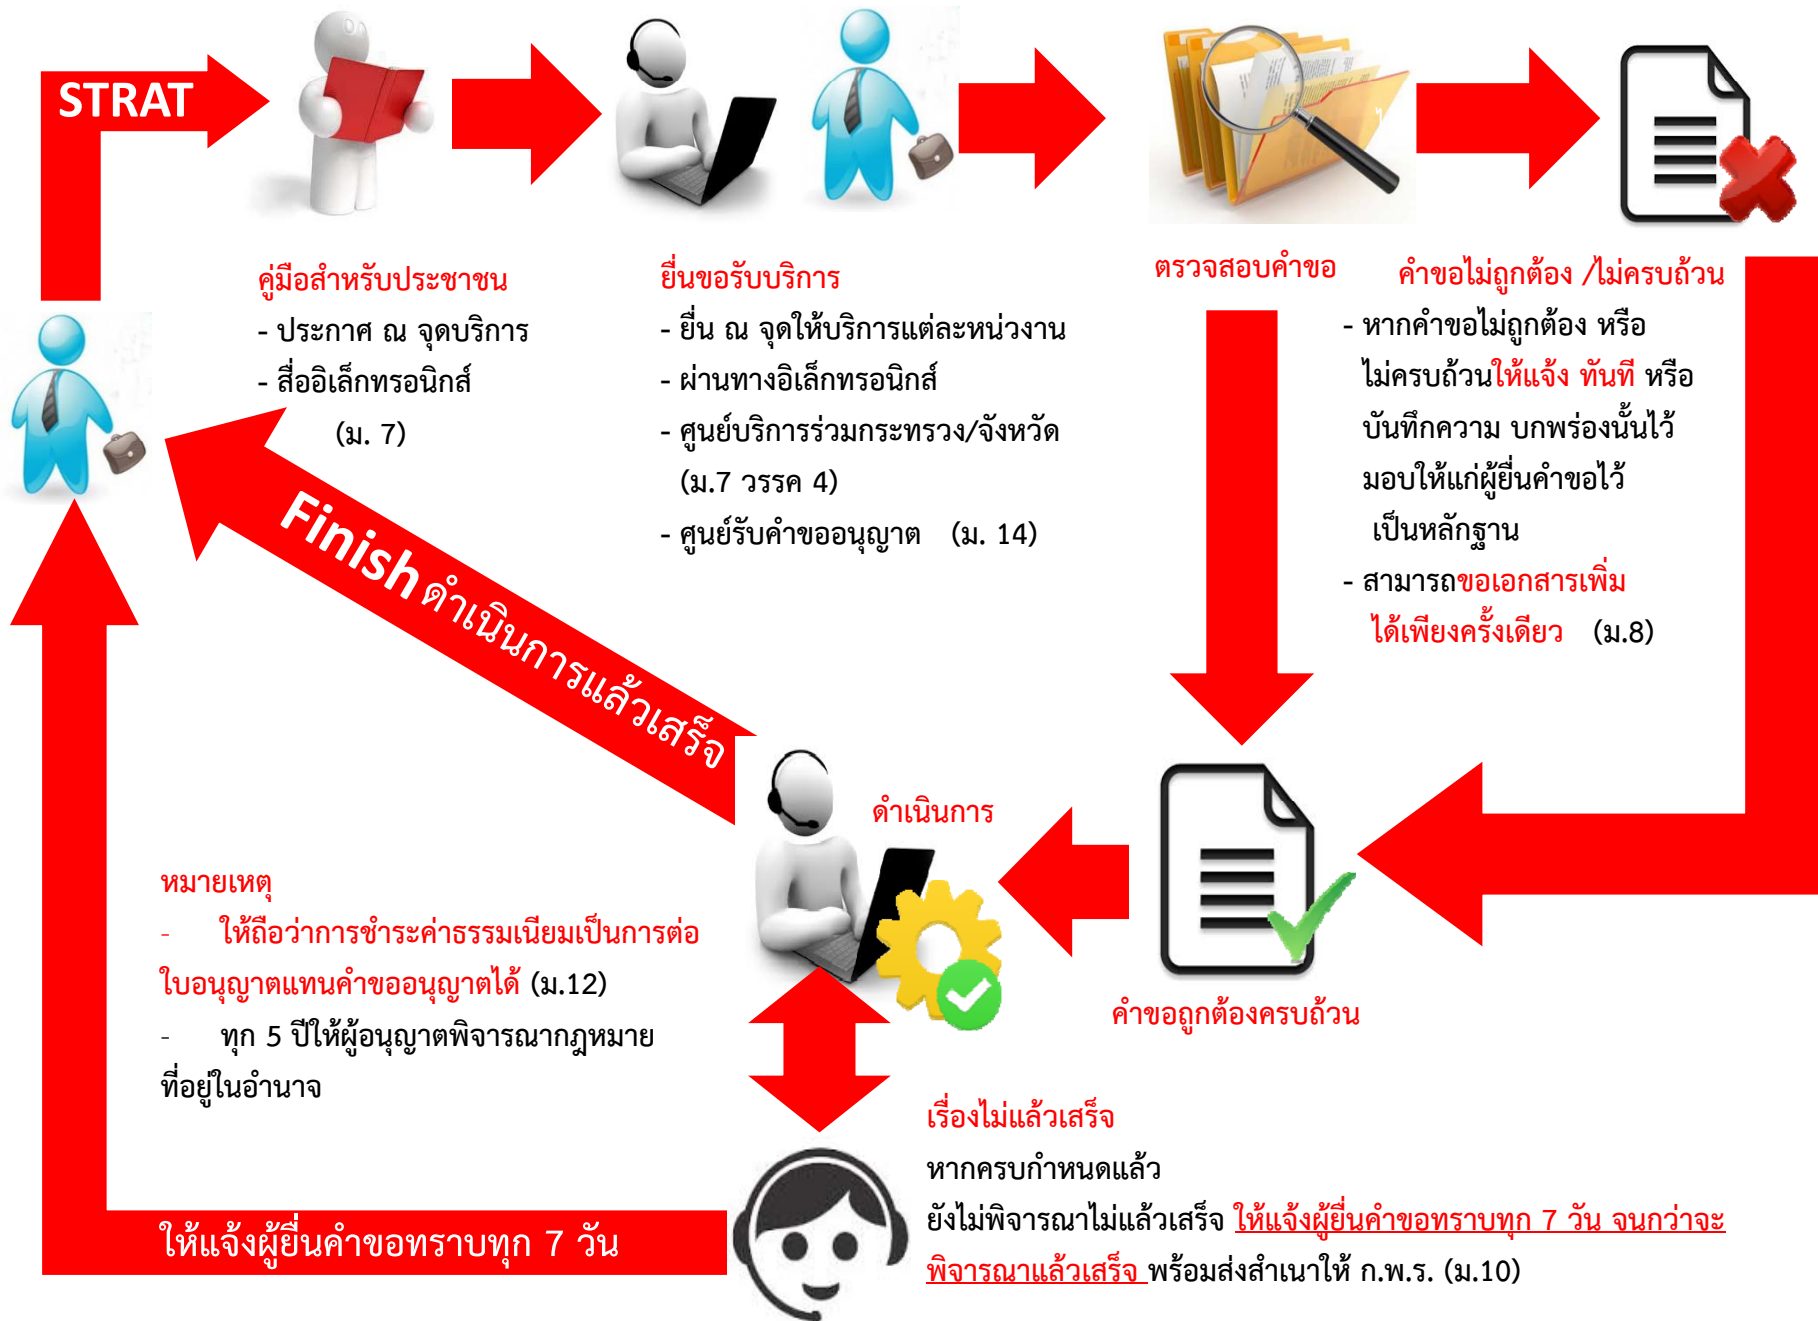 STRAT
คู่มือสำหรับประชาชน
- ประกาศ ณ จุดบริการ
- สื่ออิเล็กทรอนิกส์
(ม. 7)
ยื่นขอรับบริการ
- ยื่น ณ จุดให้บริการแต่ละหน่วงาน
- ผ่านทางอิเล็กทรอนิกส์
- ศูนย์บริการร่วมกระทรวง/จังหวัด
(ม.7 วรรค 4)
- ศูนย์รับคำขออนุญาต (ม. 14)
ตรวจสอบคำขอ
คำขอไม่ถูกต้อง /ไม่ครบถ้วน
- หากคำขอไม่ถูกต้อง หรือ
ไม่ครบถ้วนให้แจ้ง ทันที หรือ
บันทึกความ บกพร่องนั้นไว้
มอบให้แก่ผู้ยื่นคำขอไว้
เป็นหลักฐาน
- สามารถขอเอกสารเพิ่ม
ได้เพียงครั้งเดียว (ม.8)
Finish ดำเนินการแล้วเสร็จ
ดำเนินการ
คำขอถูกต้องครบถ้วน
หมายเหตุ
- ให้ถือว่าการชำระค่าธรรมเนียมเป็นการต่อ
ใบอนุญาตแทนคำขออนุญาตได้ (ม.12)
- ทุก 5 ปีให้ผู้อนุญาตพิจารณากฎหมาย
ที่อยู่ในอำนาจ
เรื่องไม่แล้วเสร็จ
หากครบกำหนดแล้ว
ยังไม่พิจารณาไม่แล้วเสร็จ ให้แจ้งผู้ยื่นคำขอทราบทุก 7 วัน จนกว่าจะ
พิจารณาแล้วเสร็จ พร้อมส่งสำเนาให้ ก.พ.ร. (ม.10)
ให้แจ้งผู้ยื่นคำขอทราบทุก 7 วัน